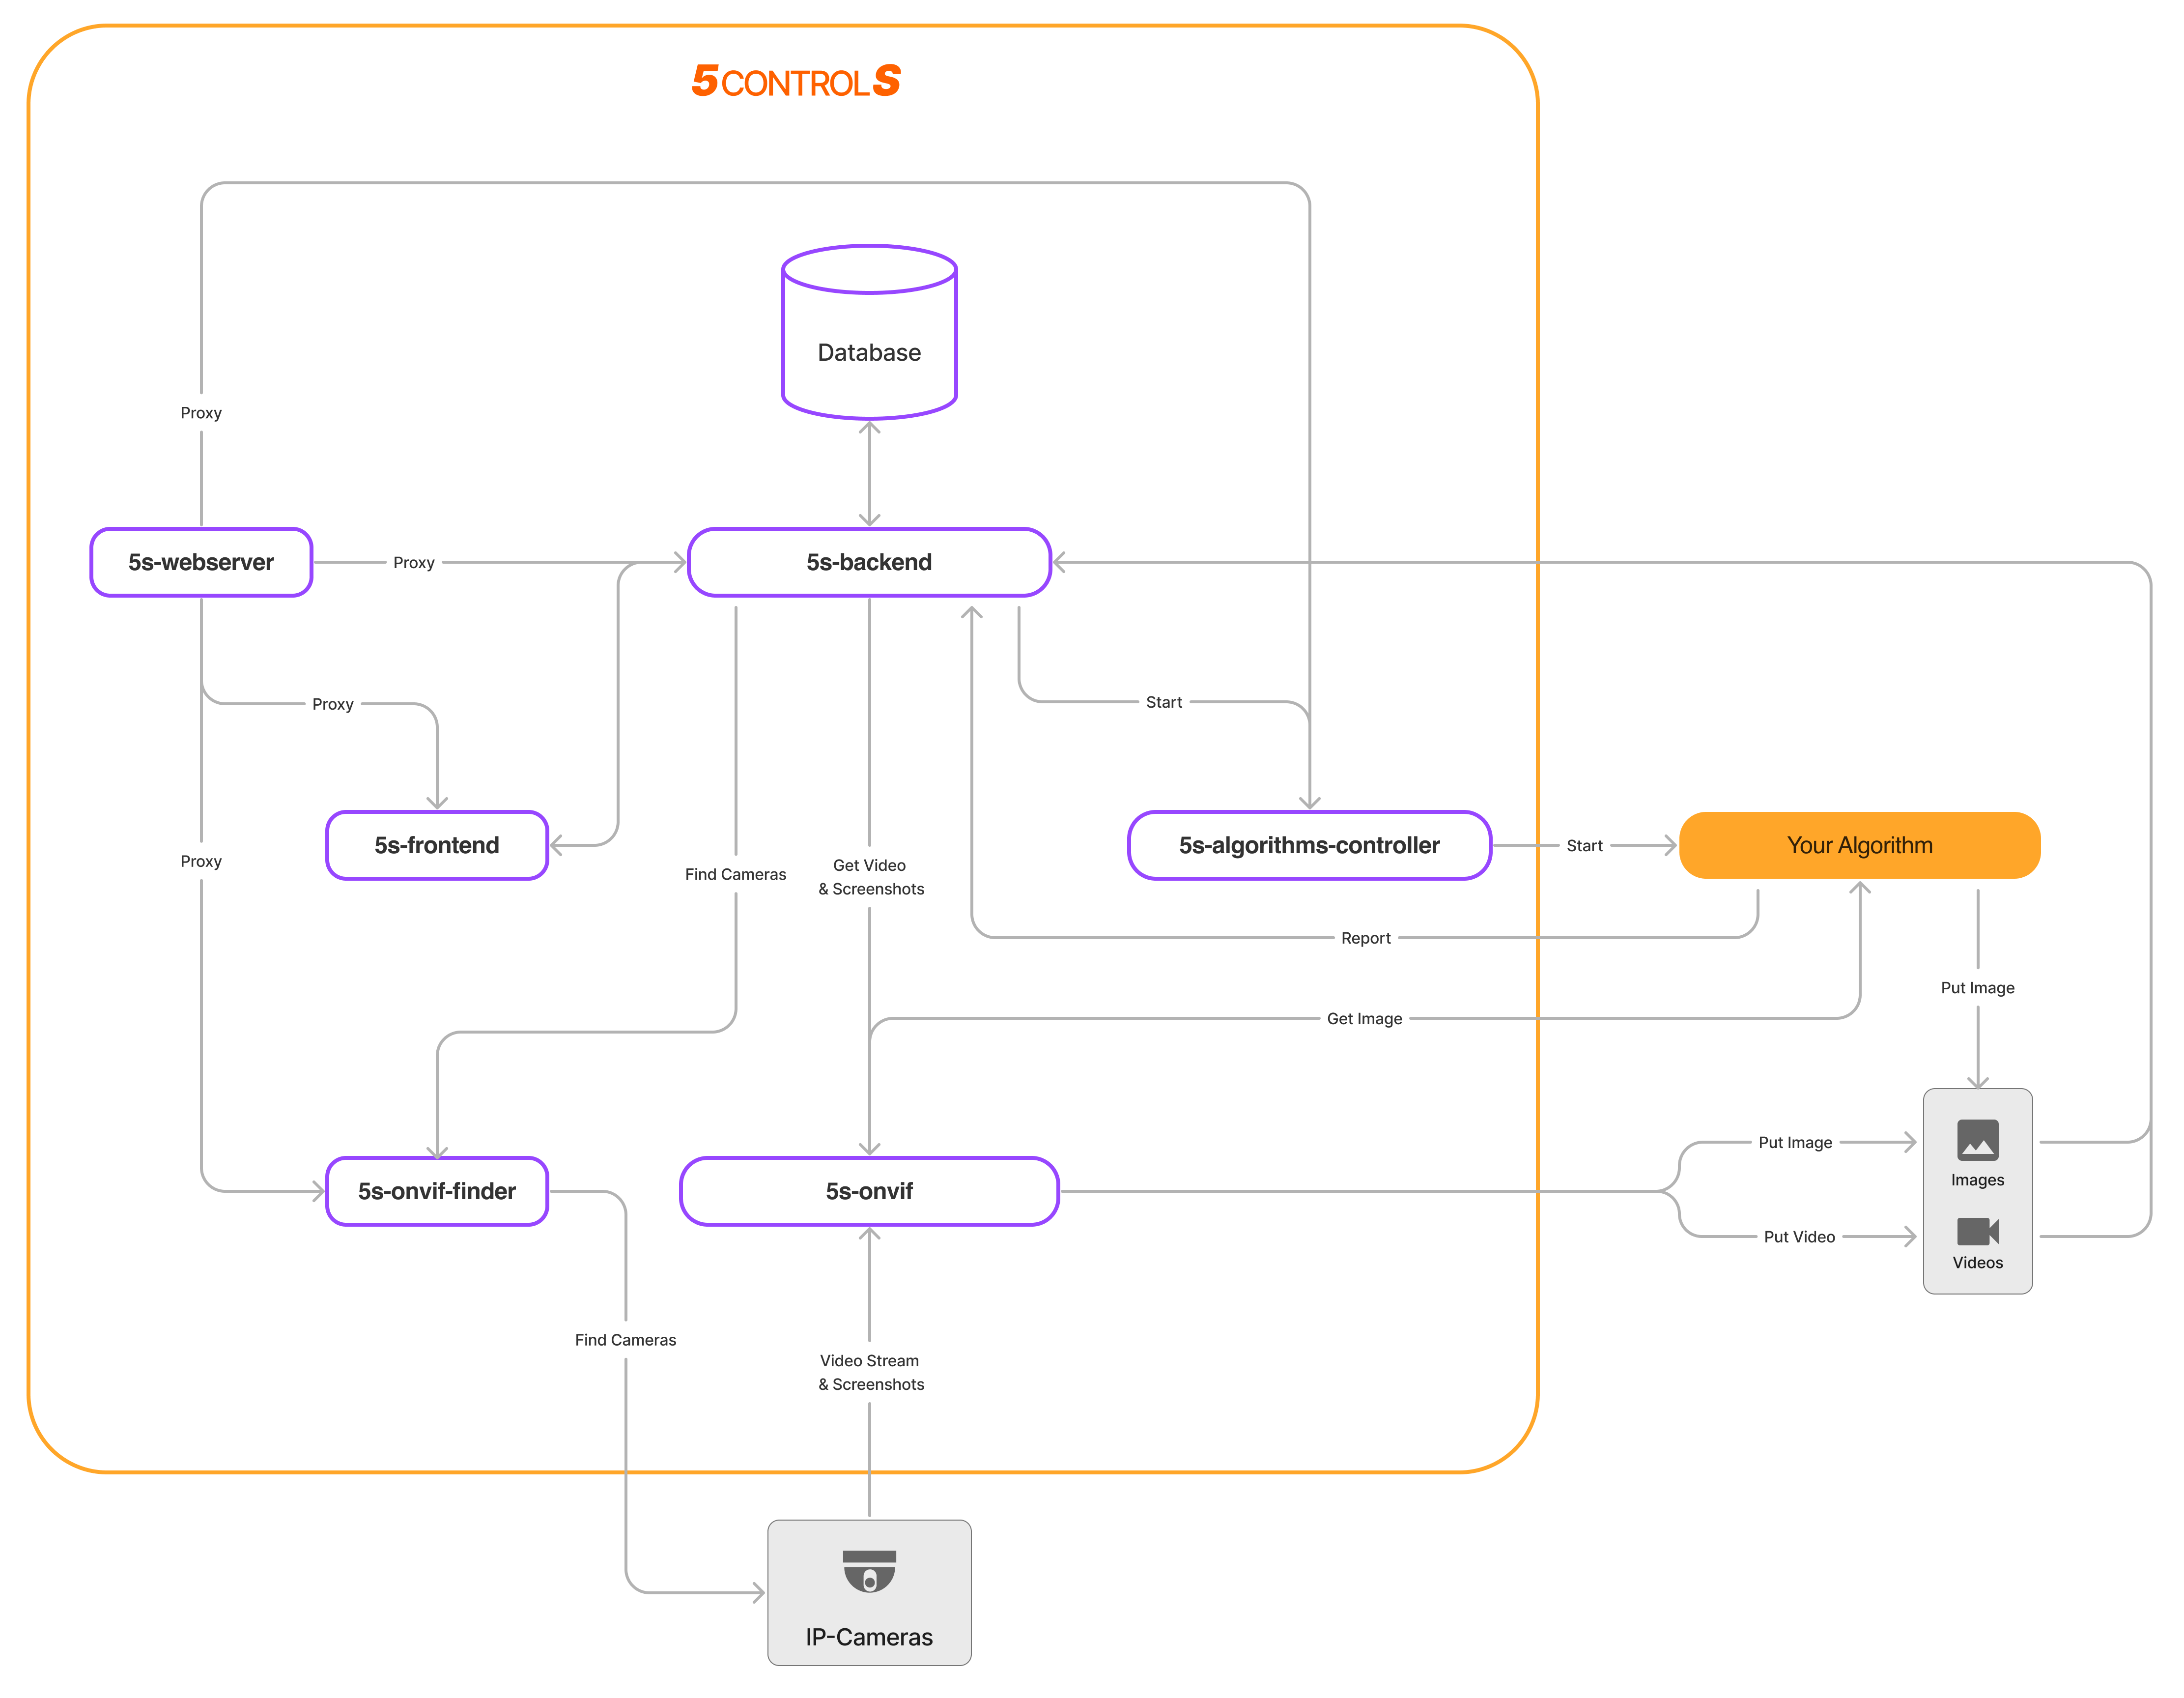 5CONTROLS
Database
Proxy
5s-webserver
Proxy
5s-backend
Proxy
Start
5s-frontend
5s-algorithms-controller
Start
Your Algorithm
Proxy
Find Cameras
Get Video
& Screenshots
Report
Put Image
Get Image
Put Image
Images
5s-onvif-finder
5s-onvif
Put Video
Videos
Find Cameras
Video Stream
& Screenshots
IP-Cameras